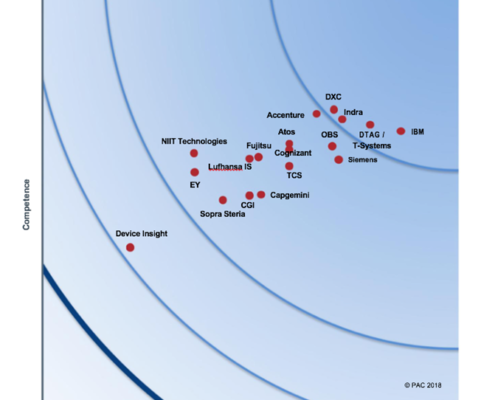 DXC
Indra
Accenture
Atos
OBS
DTAG /
T-Systems
IBM
NIIT Technologies
Fujitsu
Cognizant
Siemens
Lufhansa IS
TCS
EY
Capgemini
CGI
Sopra Steria
Device Insight
Competence
© PAC 2018